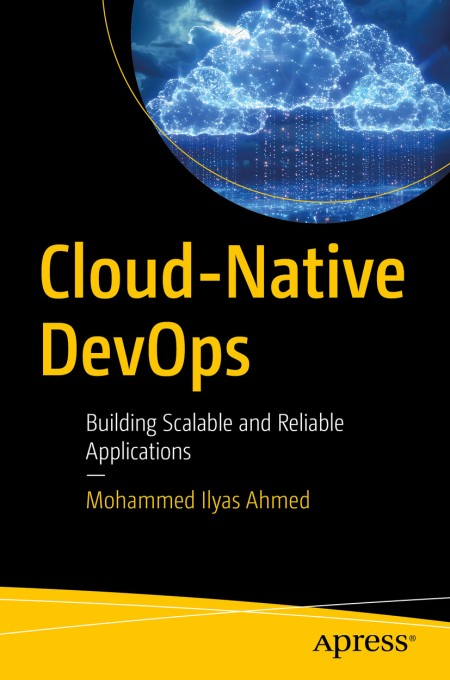 Cloud-Native
DevOps
Building Scalable and Reliable
Applications
Mohammed Ilyas Ahmed
Apress®